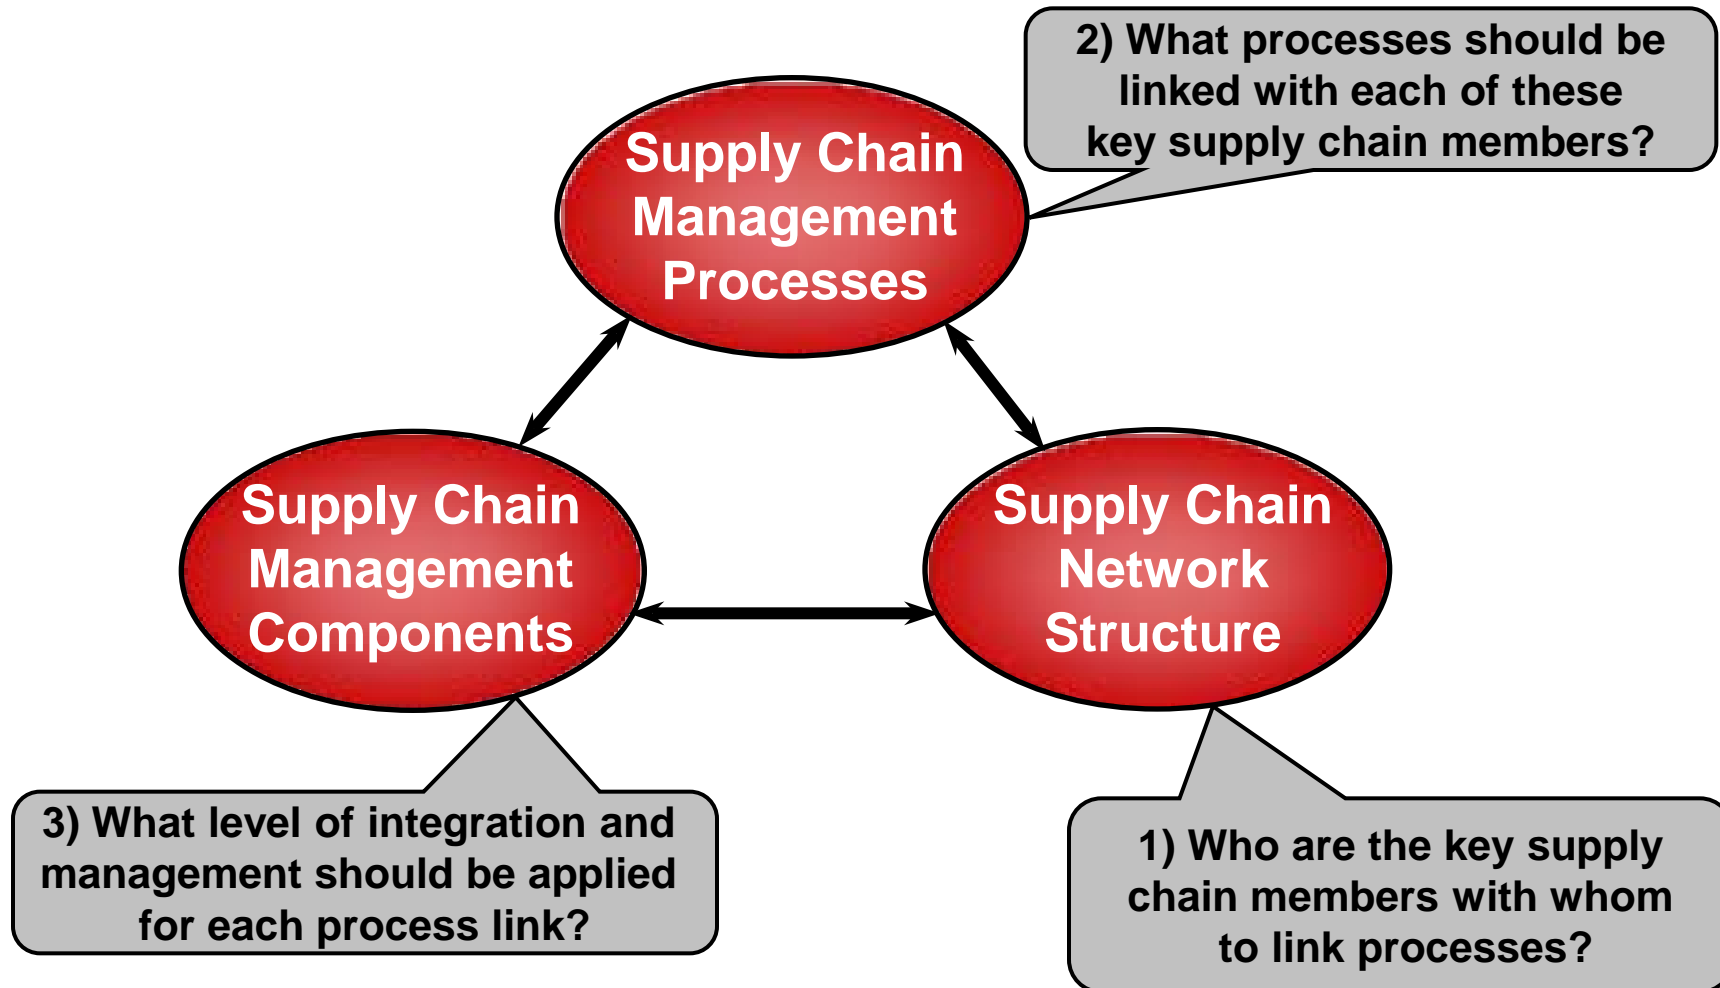 2) What processes should be
linked with each of these
key supply chain members?
Supply Chain
Management
Processes
Supply Chain
Management
Components
Supply Chain
Network
Structure
3) What level of integration and
management should be applied
for each process link?
1) Who are the key supply
chain members with whom
to link processes?